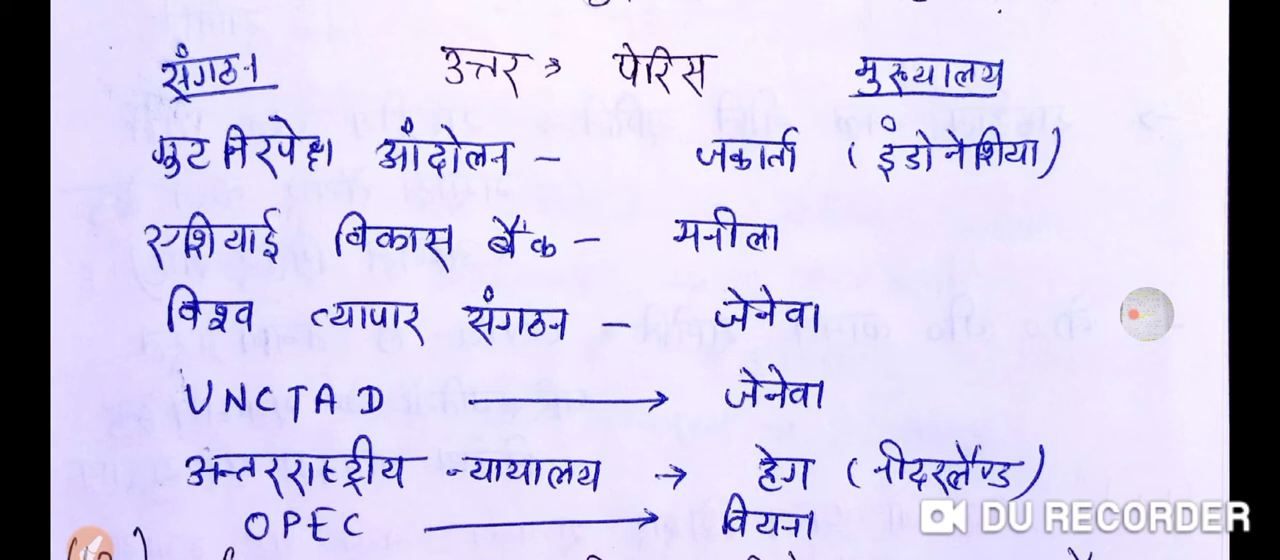 संगठन उत्तर → पेरिस मुख्यालय
गुट निरपेक्ष आंदोलन – जकार्ता (इंडोनेशिया)
एशियाई विकास बैंक – मनीला
विश्व व्यापार संगठन – जेनेवा
UNCTAD → जेनेवा
अन्तरराष्ट्रीय न्यायालय → हेग (नीदरलैण्ड)
OPEC → वियना
DU RECORDER